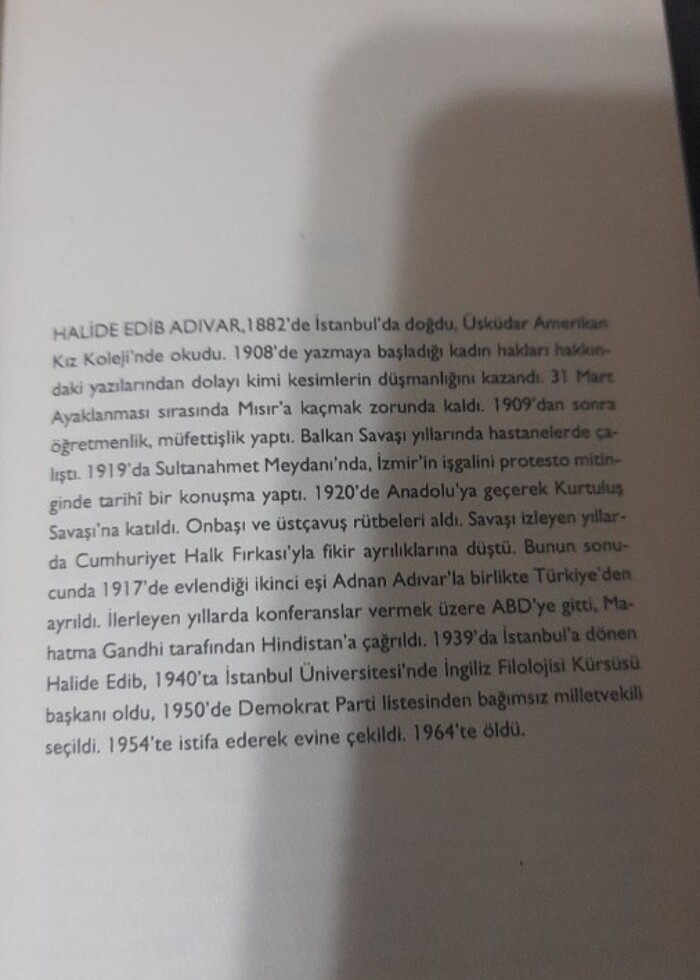 HALİDE EDİB ADIVAR,1882'de İstanbul'da doğdu, Üsküdar Amerikan
Kız Koleji'nde okudu. 1908'de yazmaya başladığı kadın hakları hakkın-
daki yazılarından dolayı kimi kesimlerin düşmanlığını kazandı. 31 Mart
Ayaklanması sırasında Mısır'a kaçmak zorunda kaldı. 1909'dan sonra
öğretmenlik, müfettişlik yaptı. Balkan Savaşı yıllarında hastanelerde ça-
lıştı. 1919'da Sultanahmet Meydanı'nda, İzmir'in işgalini protesto mitin-
ginde tarihî bir konuşma yaptı. 1920'de Anadolu'ya geçerek Kurtuluş
Savaşı'na katıldı. Onbaşı ve üstçavuş rütbeleri aldı. Savaşı izleyen yıllar-
da Cumhuriyet Halk Fırkası'yla fikir ayrılıklarına düştü. Bunun sonu-
cunda 1917'de evlendiği ikinci eşi Adnan Adıvar'la birlikte Türkiye'den
ayrıldı. İlerleyen yıllarda konferanslar vermek üzere ABD'ye gitti, Ma-
hatma Gandhi tarafından Hindistan'a çağrıldı. 1939'da İstanbul'a dönen
Halide Edib, 1940'ta İstanbul Üniversitesi'nde İngiliz Filolojisi Kürsüsü
başkanı oldu, 1950'de Demokrat Parti listesinden bağımsız milletvekili
seçildi. 1954'te istifa ederek evine çekildi. 1964'te öldü.